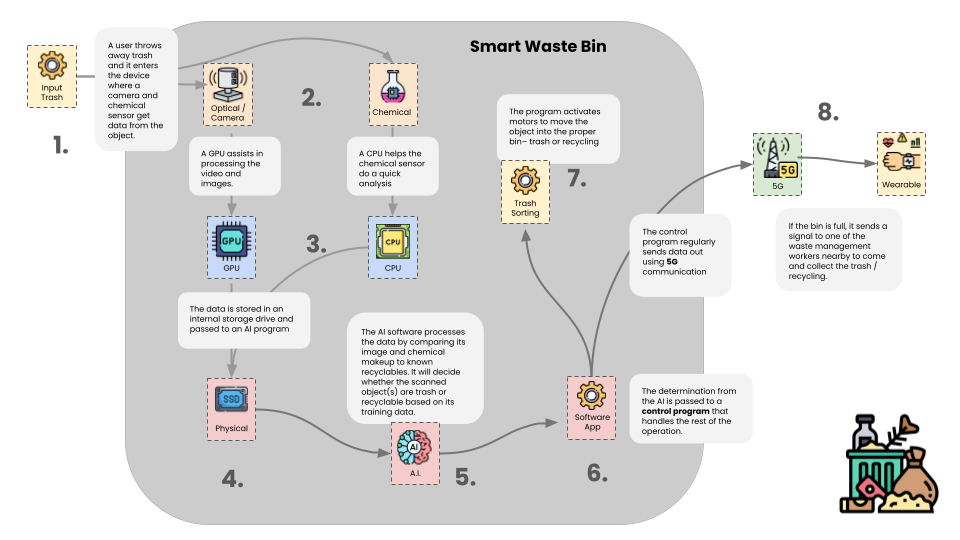 Smart Waste Bin
Input
Trash
1.
A user throws
away trash
and it enters
the device
where a
camera and
chemical
sensor get
data from the
object.
Optical /
Camera
2.
Chemical
A GPU assists in
processing the
video and
images.
A CPU helps the
chemical sensor
do a quick
analysis
GPU
GPU
3.
CPU
CPU
The data is stored in an
internal storage drive and
passed to an AI program
SSD
Physical
4.
The AI software processes
the data by comparing its
image and chemical
makeup to known
recyclables. It will decide
whether the scanned
object(s) are trash or
recyclable based on its
training data.
AI
A.I.
5.
Software
App
6.
The determination from
the AI is passed to a
control program that
handles the rest of the
operation.
The program activates
motors to move the
object into the proper
bin– trash or recycling
Trash
Sorting
7.
The control
program regularly
sends data out
using 5G
communication
8.
5G
5G
Wearable
If the bin is full, it sends a
signal to one of the
waste management
workers nearby to come
and collect the trash /
recycling.